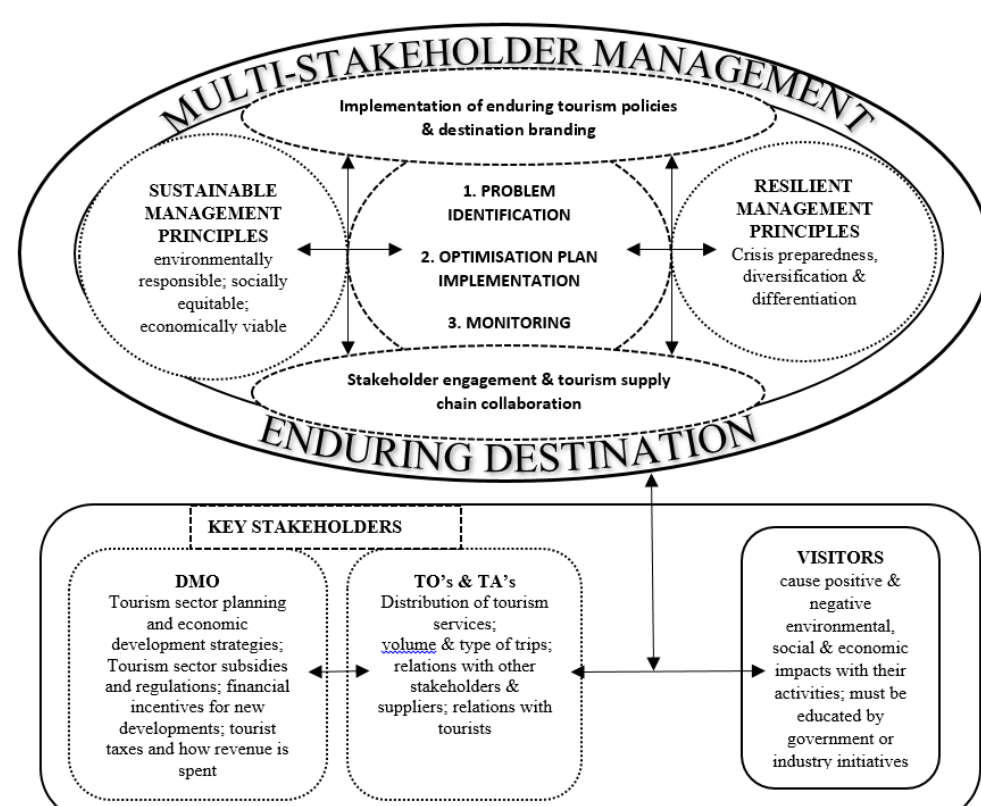 MULTI-STAKEHOLDER MANAGEMENT
Implementation of enduring tourism policies
& destination branding
SUSTAINABLE
MANAGEMENT
PRINCIPLES
environmentally
responsible; socially
equitable;
economically viable
1. PROBLEM
IDENTIFICATION
2. OPTIMISATION PLAN
IMPLEMENTATION
3. MONITORING
RESILIENT
MANAGEMENT
PRINCIPLES
Crisis preparedness,
diversification &
differentiation
Stakeholder engagement & tourism supply
chain collaboration
ENDURING DESTINATION
KEY STAKEHOLDERS
DMO
Tourism sector planning
and economic
development strategies;
Tourism sector subsidies
and regulations; financial
incentives for new
developments; tourist
taxes and how revenue is
spent
TO's & TA's
Distribution of tourism
services;
volume & type of trips;
relations with other
stakeholders &
suppliers; relations with
tourists
VISITORS
cause positive &
negative
environmental,
social & economic
impacts with their
activities; must be
educated by
government or
industry initiatives